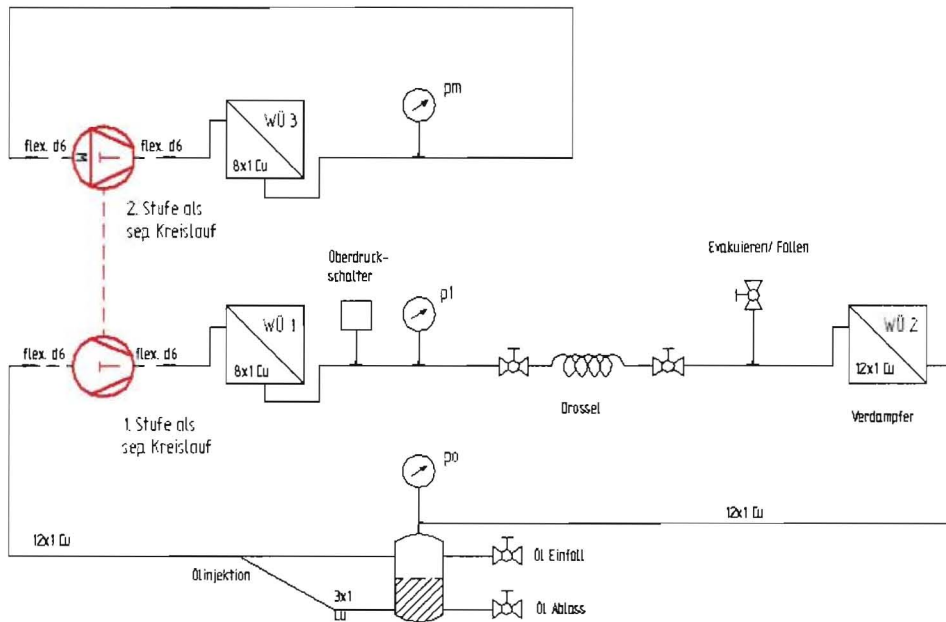 pm
WÜ 3
flex. d6
flex. d6
M
8x1 Cu
2. Stufe als
sep. Kreislauf
Evakuieren/ Füllen
Überdruck-
schalter
p1
WÜ 1
WÜ 2
flex. d6
flex. d6
8x1 Cu
12x1 Cu
Drossel
Verdampfer
1. Stufe als
sep. Kreislauf
po
12x1 Cu
12x1 Cu
Öl Einfüll
Ölinjektion
3x1
Cu
Öl Ablass